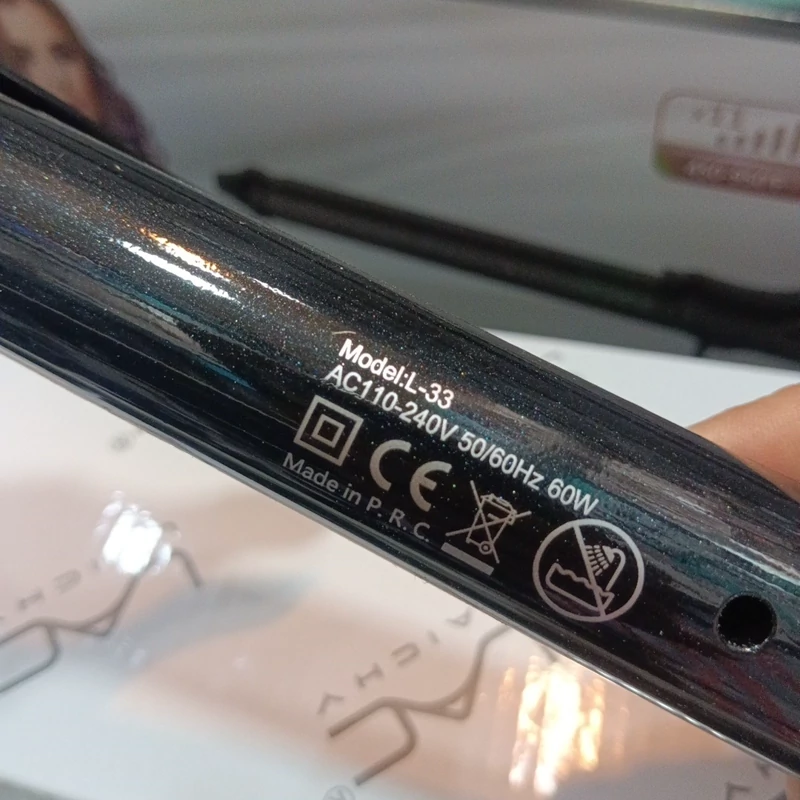 Model:L-33
AC110-240V 50/60Hz 60W
CE
Made in P. R. C.